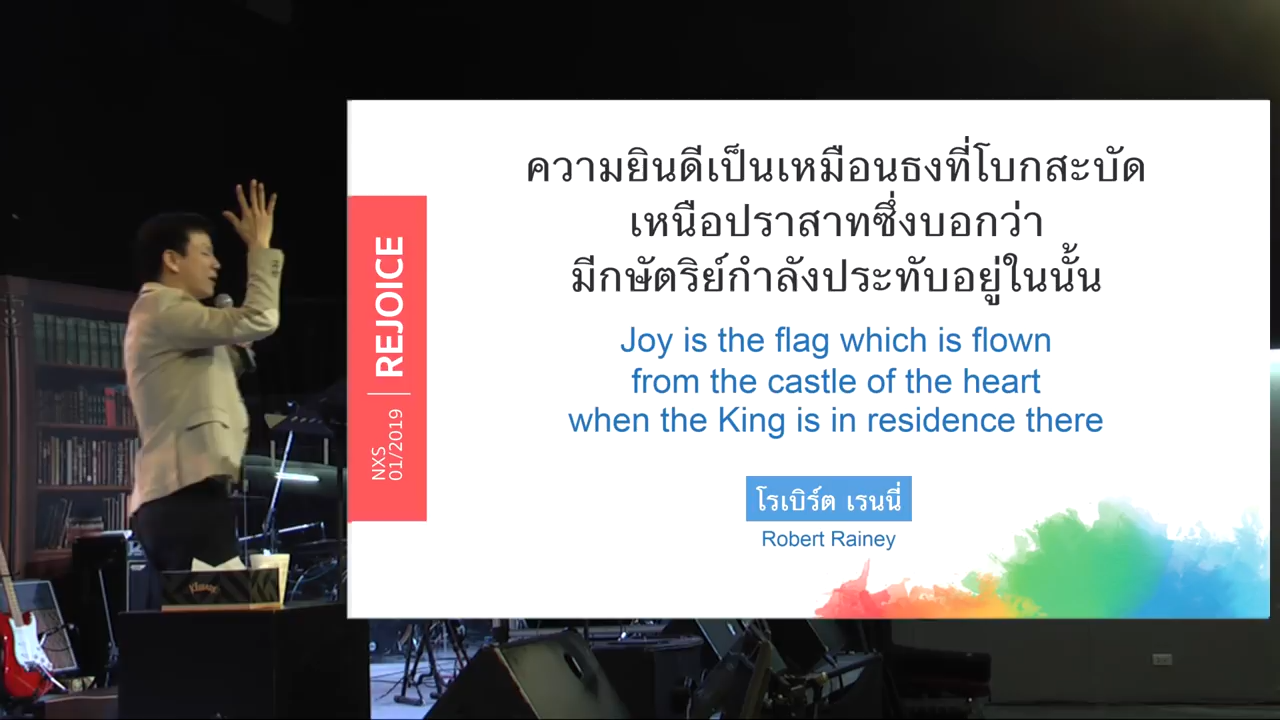 ความยินดีเป็นเหมือนธงที่โบกสะบัด
เหนือปราสาทซึ่งบอกว่า
มีกษัตริย์กำลังประทับอยู่ในนั้น
Joy is the flag which is flown
from the castle of the heart
when the King is in residence there
โรเบิร์ต เรนนี่
Robert Rainey
NXS
01/2019
REJOICE
Kleenex